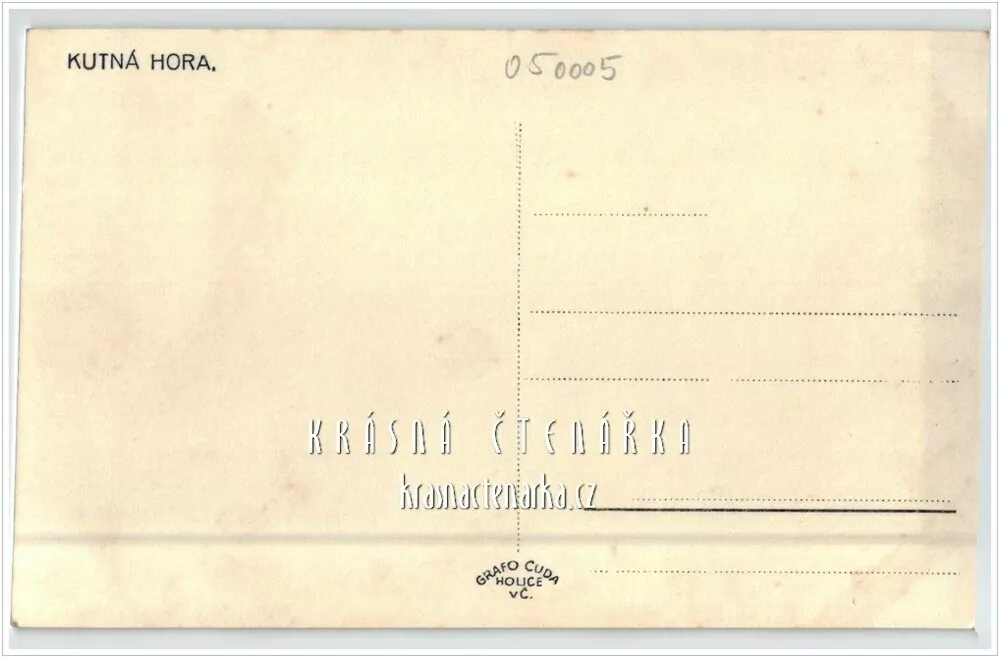 KUTNÁ HORA.
050005
KRÁSNÁ ČTENÁŘKA
krasnactenarka.cz
GRAFO ČUDA
HOLICE
VČ.